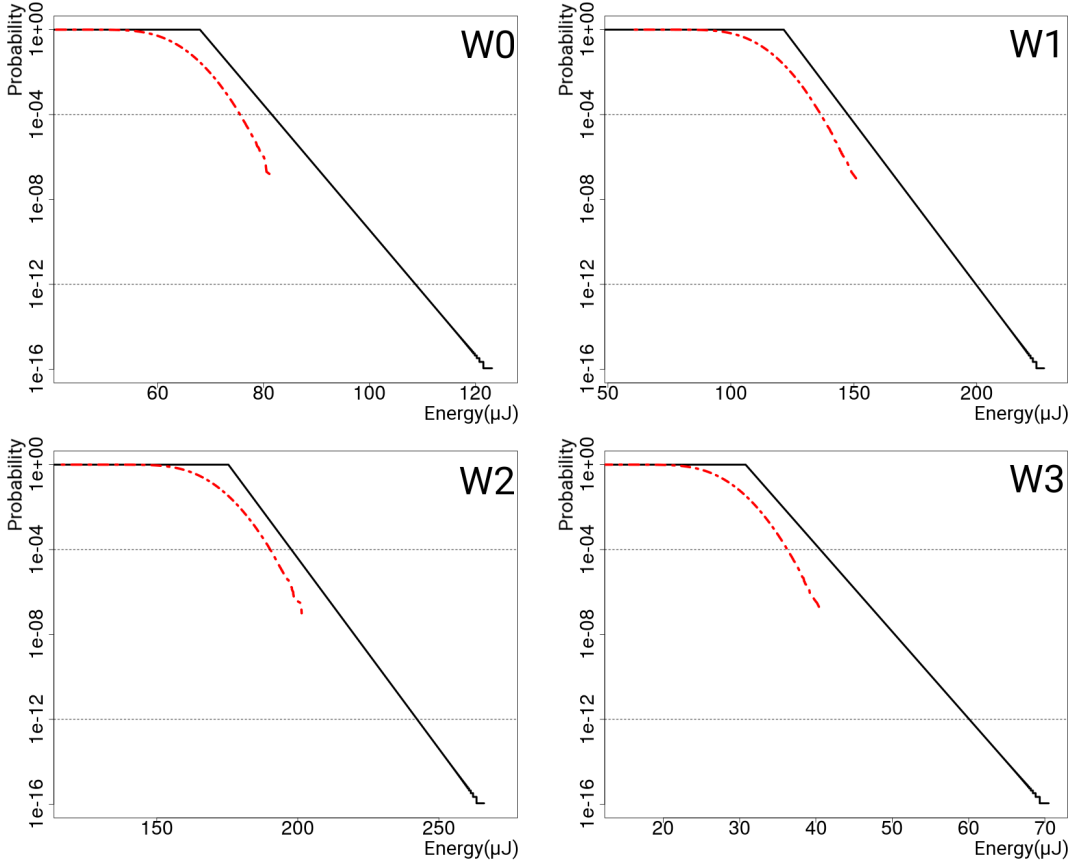 Probability
1e+00
1e-04
1e-08
1e-12
1e-16
W0
60 80 100 120
Energy(µJ)
Probability
1e+00
1e-04
1e-08
1e-12
1e-16
W1
50 100 150 200
Energy(µJ)
Probability
1e+00
1e-04
1e-08
1e-12
1e-16
W2
150 200 250
Energy(µJ)
Probability
1e+00
1e-04
1e-08
1e-12
1e-16
W3
20 30 40 50 60 70
Energy(µJ)